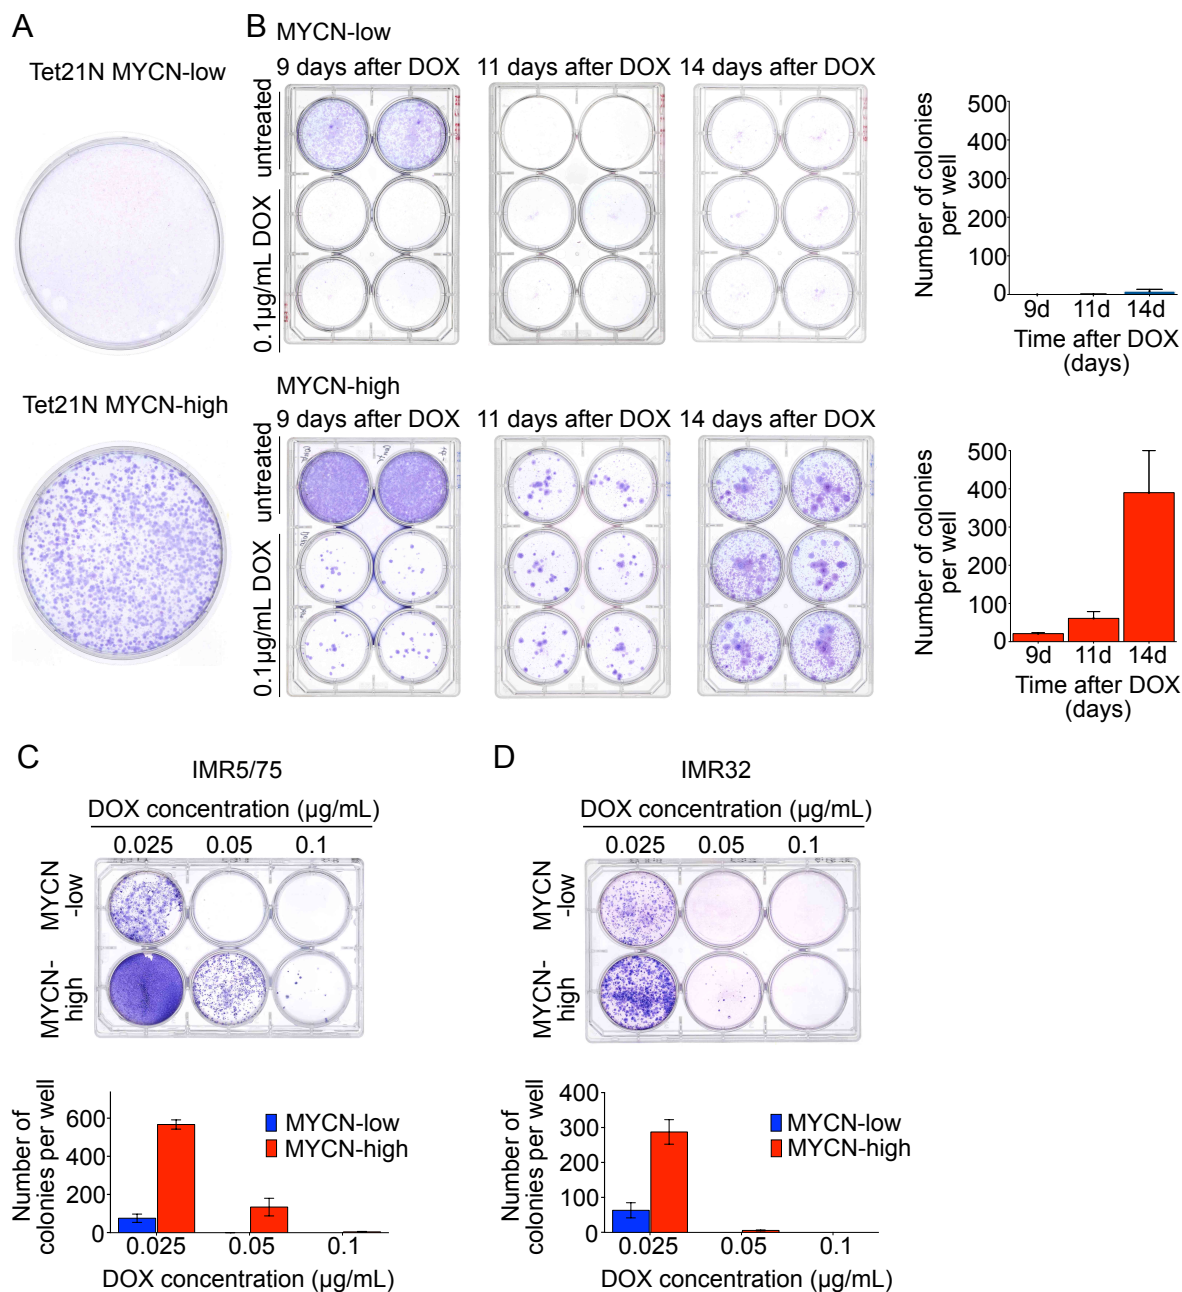 A
B
Tet21N MYCN-low
MYCN-low
9 days after DOX
11 days after DOX
14 days after DOX
untreated
0.1µg/mL DOX
Number of colonies
per well
500
400
300
200
100
0
9d
11d
14d
Time after DOX
(days)
Tet21N MYCN-high
MYCN-high
9 days after DOX
11 days after DOX
14 days after DOX
untreated
0.1µg/mL DOX
Number of colonies
per well
500
400
300
200
100
0
9d
11d
14d
Time after DOX
(days)
C
IMR5/75
DOX concentration (µg/mL)
0.025
0.05
0.1
MYCN
-low
MYCN-
high
Number of
colonies per well
600
400
200
0
MYCN-low
MYCN-high
0.025
0.05
0.1
DOX concentration (µg/mL)
D
IMR32
DOX concentration (µg/mL)
0.025
0.05
0.1
MYCN
-low
MYCN-
high
Number of
colonies per well
400
300
200
100
0
MYCN-low
MYCN-high
0.025
0.05
0.1
DOX concentration (µg/mL)